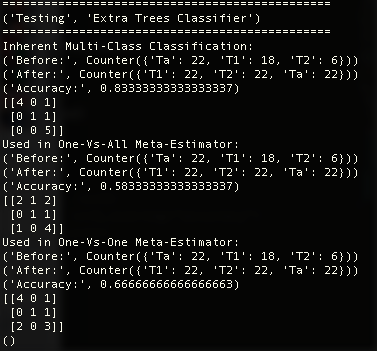 ==========================================
('Testing', 'Extra Trees Classifier')
==========================================
Inherent Multi-Class Classification:
('Before:', Counter({'Ta': 22, 'T1': 18, 'T2': 6}))
('After:', Counter({'T1': 22, 'T2': 22, 'Ta': 22}))
('Accuracy:', 0.83333333333333337)
[[4 0 1]
 [0 1 1]
 [0 0 5]]
Used in One-Vs-All Meta-Estimator:
('Before:', Counter({'Ta': 22, 'T1': 18, 'T2': 6}))
('After:', Counter({'T1': 22, 'T2': 22, 'Ta': 22}))
('Accuracy:', 0.58333333333333337)
[[2 1 2]
 [0 1 1]
 [1 0 4]]
Used in One-Vs-One Meta-Estimator:
('Before:', Counter({'Ta': 22, 'T1': 18, 'T2': 6}))
('After:', Counter({'T1': 22, 'T2': 22, 'Ta': 22}))
('Accuracy:', 0.66666666666666663)
[[4 0 1]
 [0 1 1]
 [2 0 3]]
()